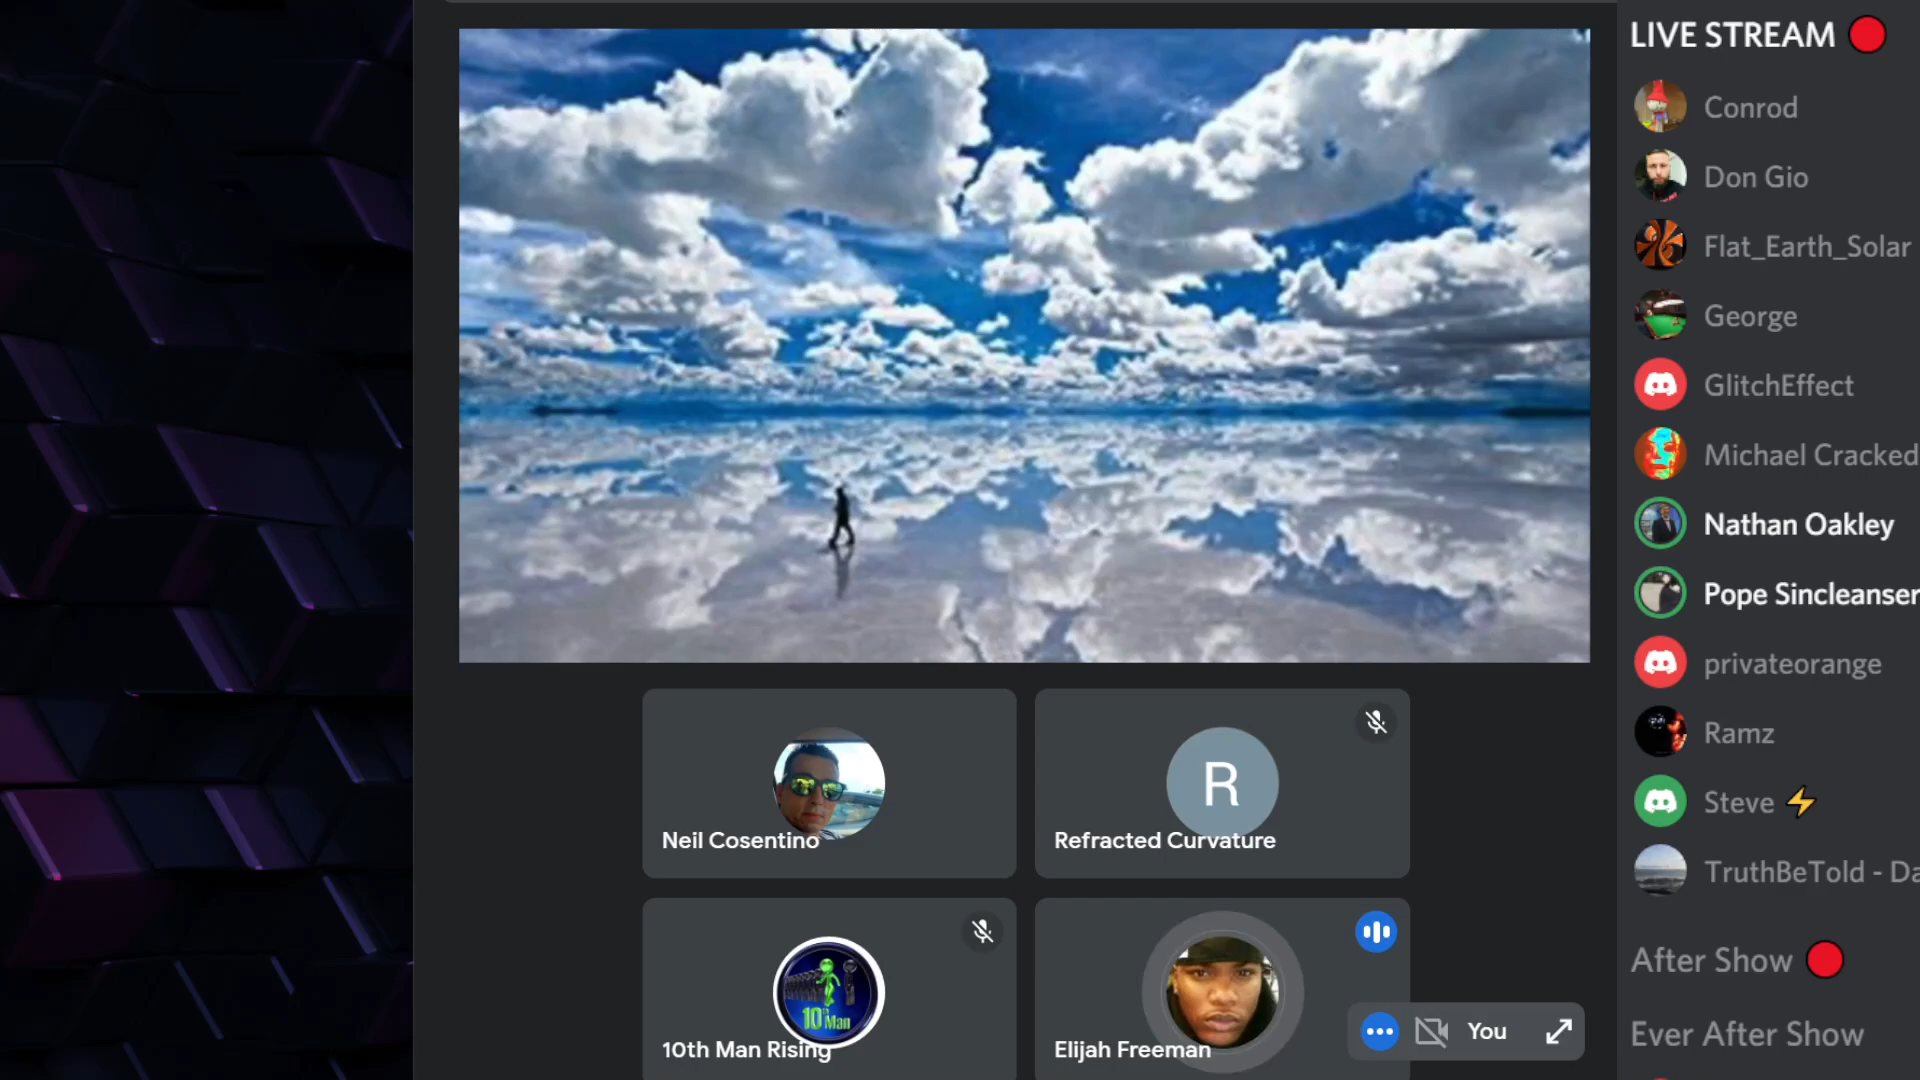 LIVE STREAM
Conrod
Don Gio
Flat_Earth_Solar
George
GlitchEffect
Michael Cracked
Nathan Oakley
Pope Sincleanser
privateorange
Ramz
Steve
TruthBeTold - Da
After Show
Ever After Show
Neil Cosentino
R
Refracted Curvature
10th Man
10th Man Rising
Elijah Freeman
You